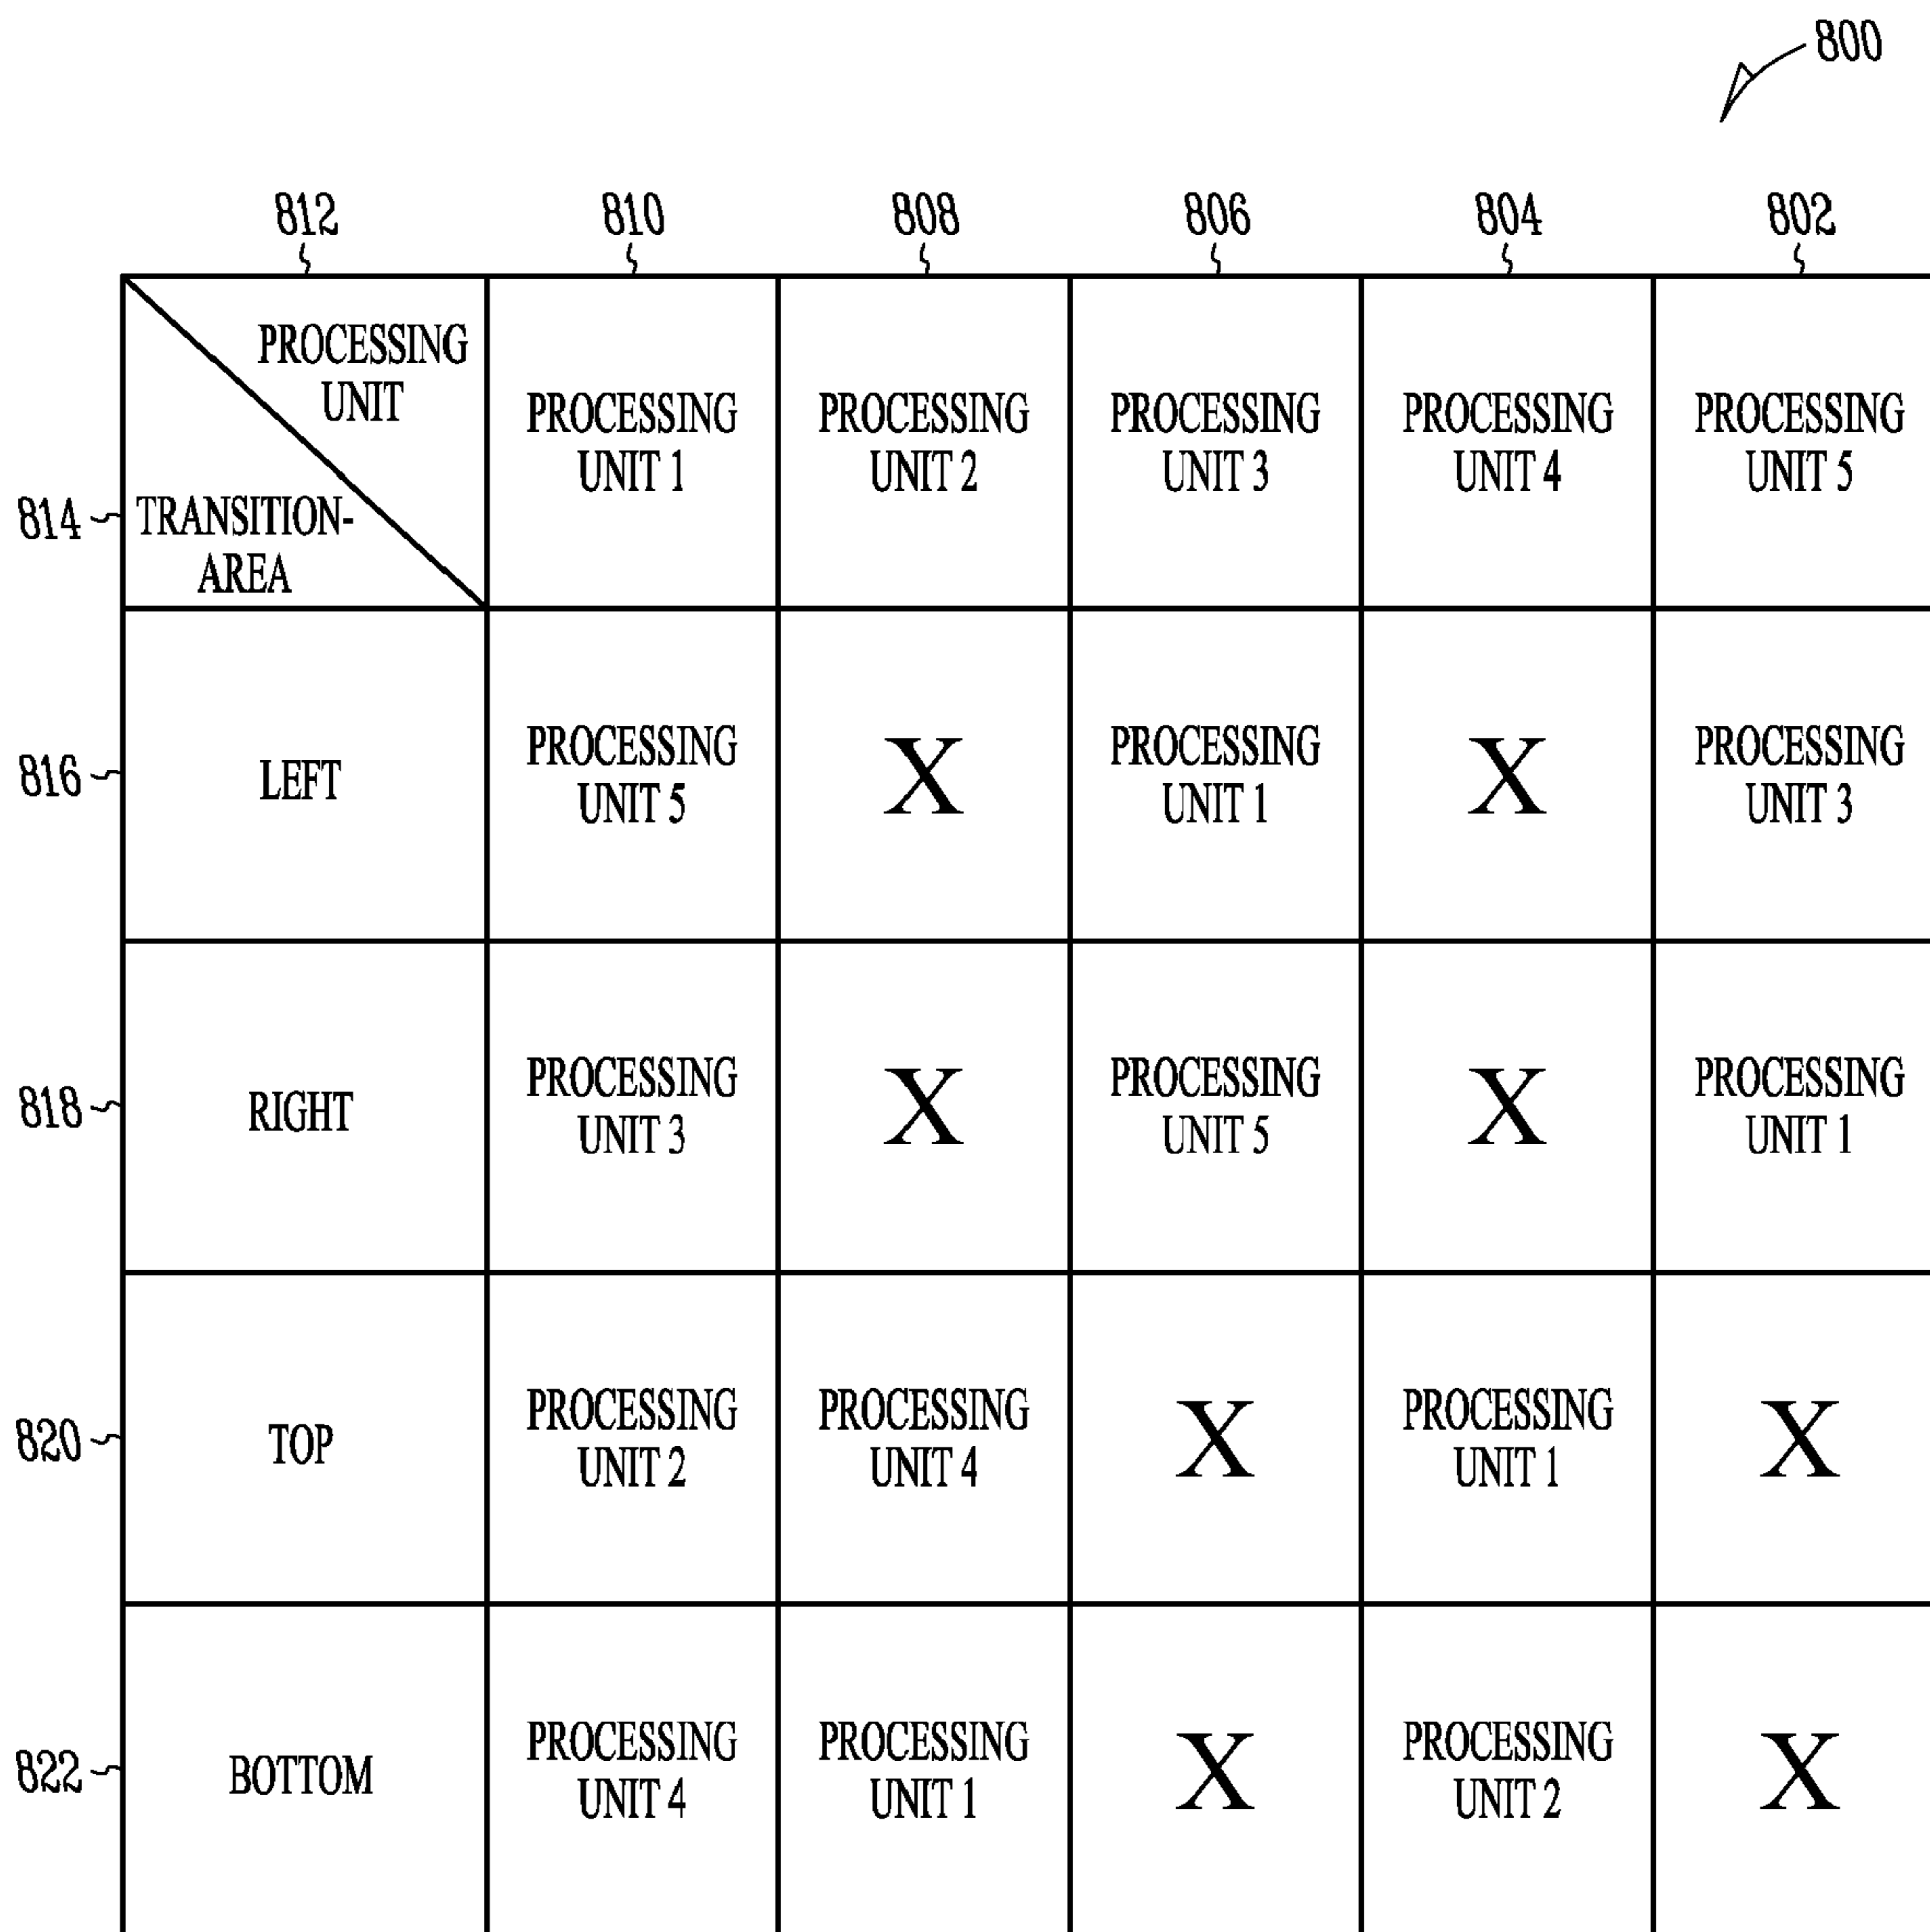 800
812 810 808 806 804 802
PROCESSING
UNIT
TRANSITION-
AREA
PROCESSING
UNIT 1
PROCESSING
UNIT 2
PROCESSING
UNIT 3
PROCESSING
UNIT 4
PROCESSING
UNIT 5
814
816
LEFT
PROCESSING
UNIT 5
X
PROCESSING
UNIT 1
X
PROCESSING
UNIT 3
818
RIGHT
PROCESSING
UNIT 3
X
PROCESSING
UNIT 5
X
PROCESSING
UNIT 1
820
TOP
PROCESSING
UNIT 2
PROCESSING
UNIT 4
X
PROCESSING
UNIT 1
X
822
BOTTOM
PROCESSING
UNIT 4
PROCESSING
UNIT 1
X
PROCESSING
UNIT 2
X